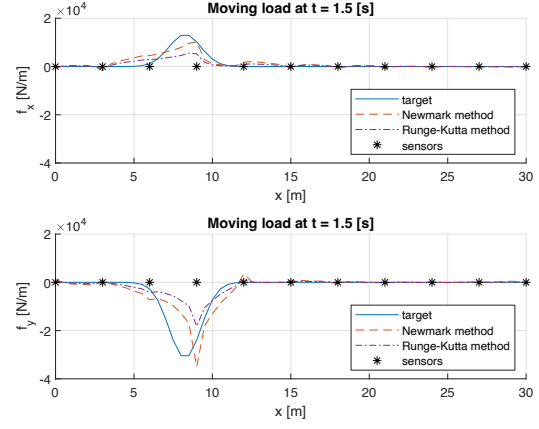 Moving load at t = 1.5 [s]
×10⁴
2
0
-2
-4
f_x [N/m]
0 5 10 15 20 25 30
x [m]
target
Newmark method
Runge-Kutta method
sensors
Moving load at t = 1.5 [s]
×10⁴
2
0
-2
-4
f_y [N/m]
0 5 10 15 20 25 30
x [m]
target
Newmark method
Runge-Kutta method
sensors